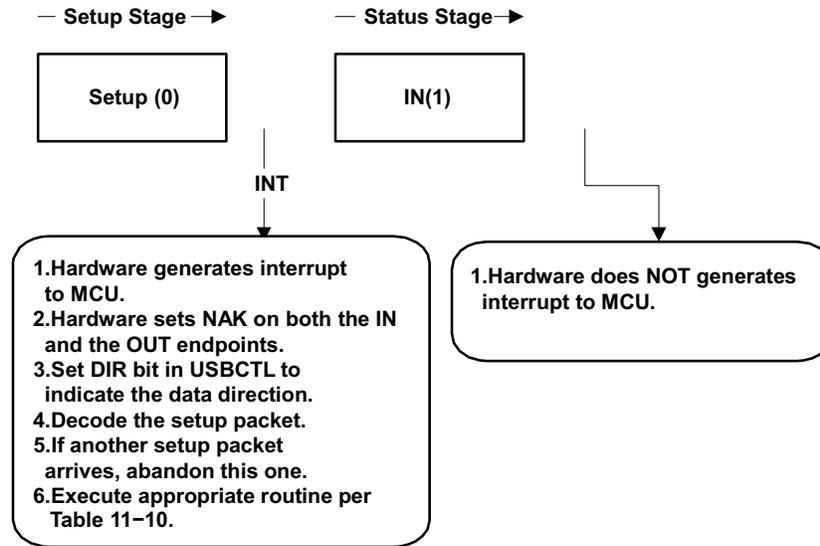 Setup Stage
Status Stage
Setup (0)
IN(1)
INT
1.Hardware generates interrupt
to MCU.
2.Hardware sets NAK on both the IN
and the OUT endpoints.
3.Set DIR bit in USBCTL to
indicate the data direction.
4.Decode the setup packet.
5.If another setup packet
arrives, abandon this one.
6.Execute appropriate routine per
Table 11−10.
1.Hardware does NOT generates
interrupt to MCU.